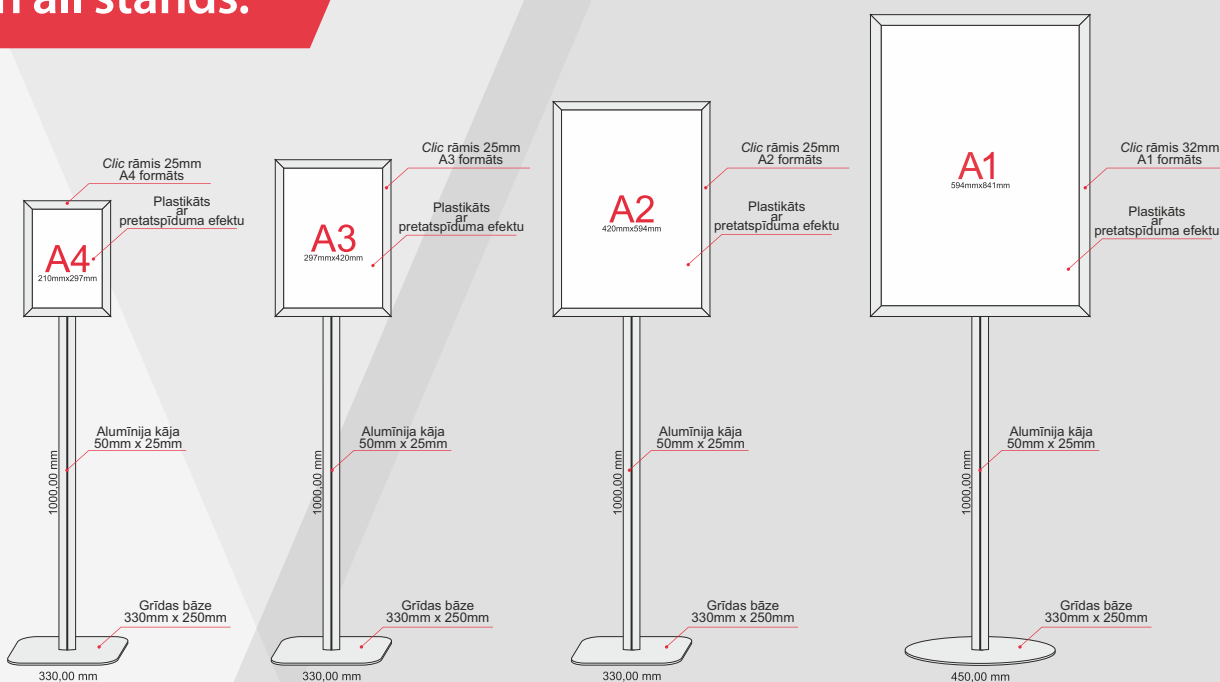 all stands.
Clic rāmis 25mm
A4 formāts
Plastikāts
ar
pretatspīduma efektu
A4
210mmx297mm
Alumīnija kāja
50mm x 25mm
1000,00 mm
Grīdas bāze
330mm x 250mm
330,00 mm
Clic rāmis 25mm
A3 formāts
Plastikāts
ar
pretatspīduma efektu
A3
297mmx420mm
Alumīnija kāja
50mm x 25mm
1000,00 mm
Grīdas bāze
330mm x 250mm
330,00 mm
Clic rāmis 25mm
A2 formāts
Plastikāts
ar
pretatspīduma efektu
A2
420mmx594mm
Alumīnija kāja
50mm x 25mm
1000,00 mm
Grīdas bāze
330mm x 250mm
330,00 mm
Clic rāmis 32mm
A1 formāts
Plastikāts
ar
pretatspīduma efektu
A1
594mmx841mm
Alumīnija kāja
50mm x 25mm
1000,00 mm
Grīdas bāze
330mm x 250mm
450,00 mm